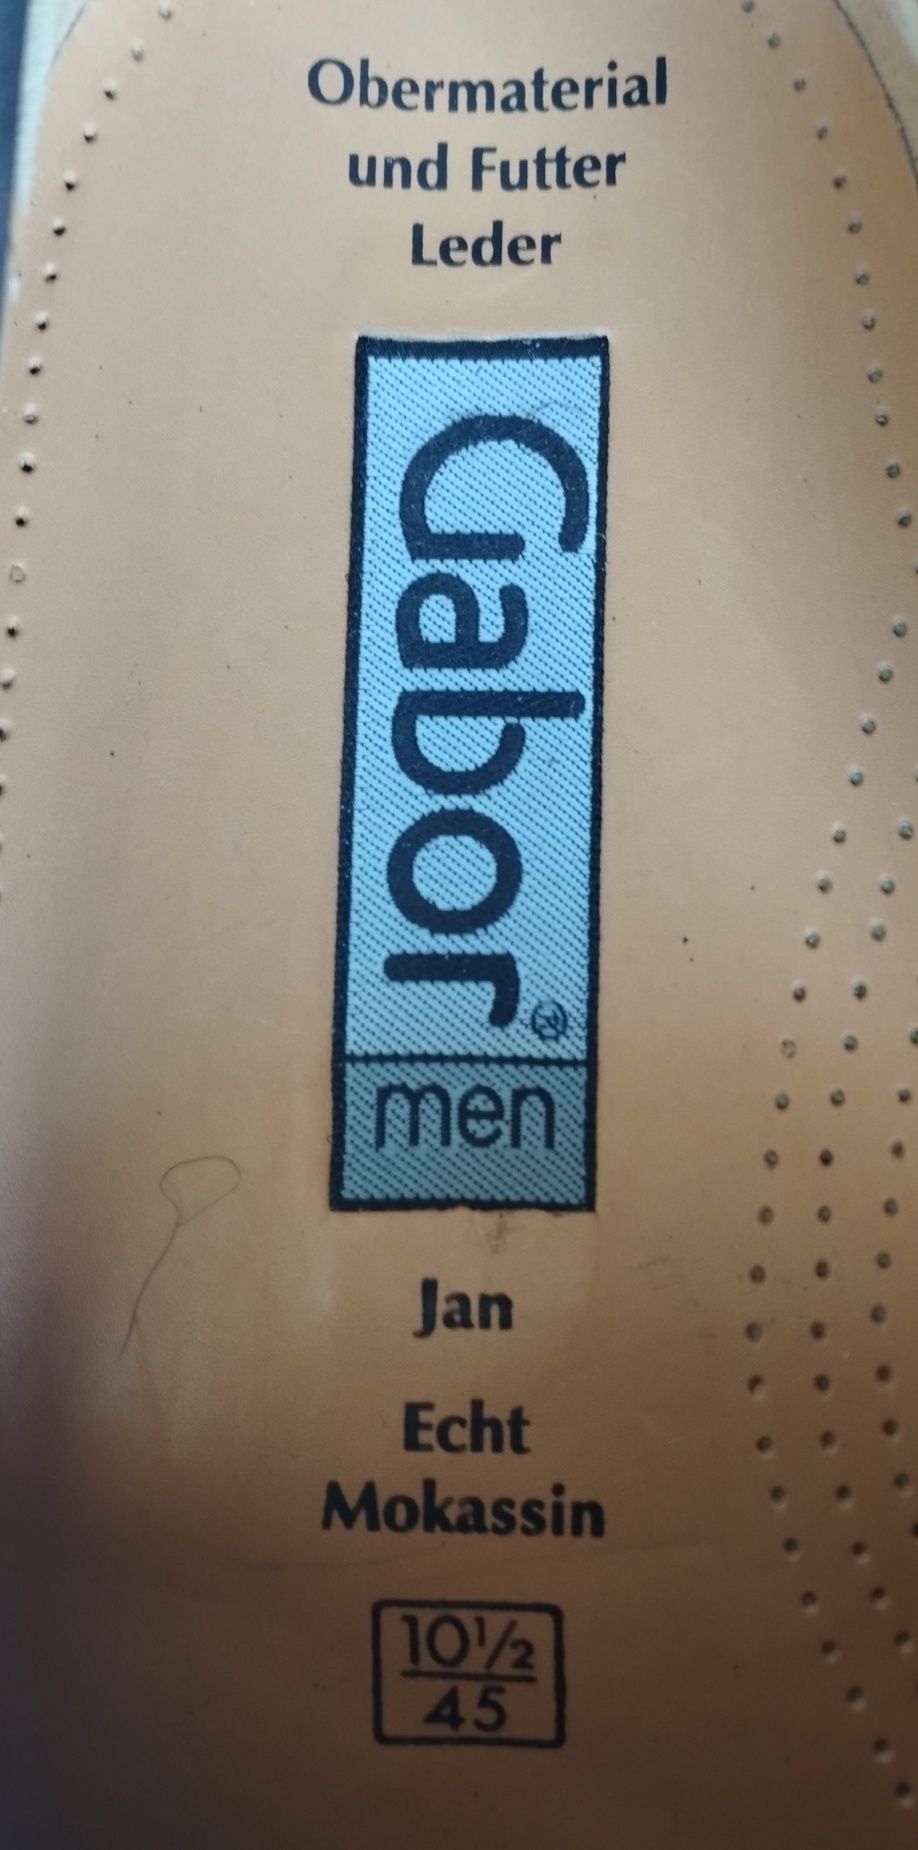 Obermaterial
und Futter
Leder
Gabor®
men
Jan
Echt
Mokassin
10½
45